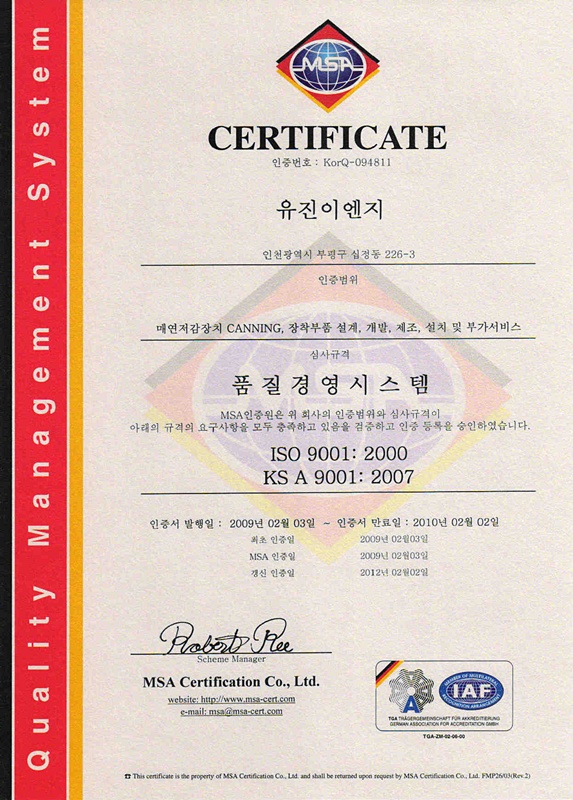 Quality Management System
MSA
CERTIFICATE
인증번호 : KorQ-094811
유진이엔지
인천광역시 부평구 십정동 226-3
인증범위
매연저감장치 CANNING, 장착부품 설계, 개발, 제조, 설치 및 부가서비스
심사규격
품질경영시스템
MSA인증원은 위 회사의 인증범위와 심사규격이
아래의 규격의 요구사항을 모두 충족하고 있음을 검증하고 인증 등록을 승인하였습니다.
ISO 9001: 2000
KS A 9001: 2007
인증서 발행일 : 2009년 02월 03일 ~ 인증서 만료일 : 2010년 02월 02일
최초 인증일 2009년 02월03일
MSA 인증일 2009년 02월03일
갱신 인증일 2012년 02월02일
Robert Ree
Scheme Manager
MSA Certification Co., Ltd.
website: http://www.msa-cert.com
e-mail: msa@msa-cert.com
MEMBER OF MULTILATERAL
IAF
RECOGNITION ARRANGEMENT
A
TGA TRÄGERGEMEINSCHAFT FÜR AKKREDITIERUNG
GERMAN ASSOCIATION FOR ACCREDITATION GMBH
TGA-ZM-02-06-00
☎ This certificate is the property of MSA Certification Co., Ltd. and shall be returned upon request by MSA Certification Co., Ltd. FMP26/03(Rev.2)